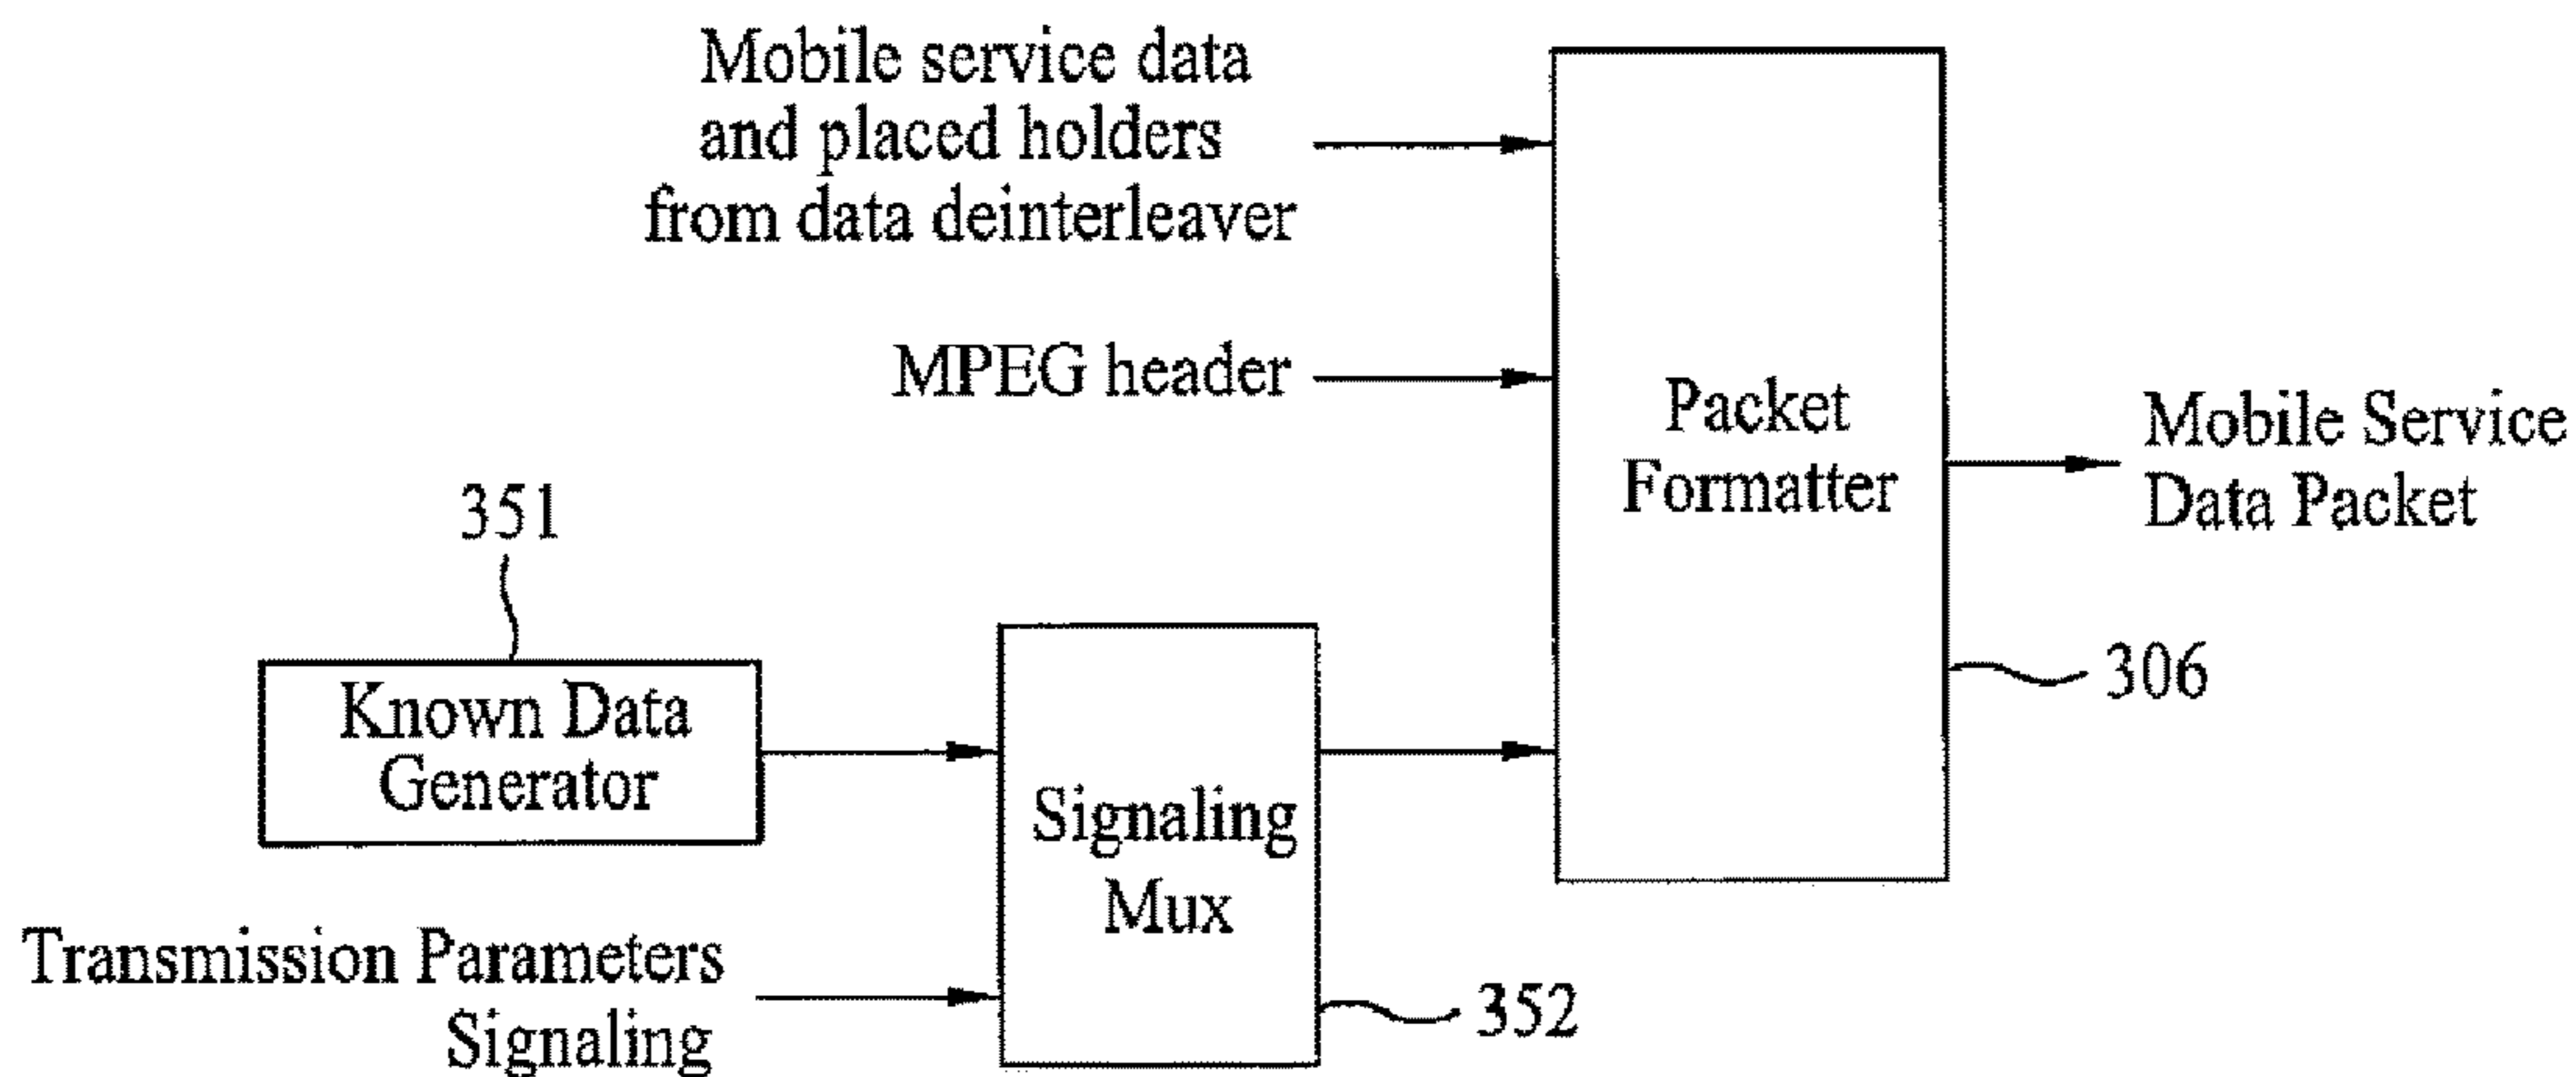 Mobile service data
and placed holders
from data deinterleaver
MPEG header
Packet
Formatter
Mobile Service
Data Packet
351
306
Known Data
Generator
Signaling
Mux
Transmission Parameters
Signaling
352